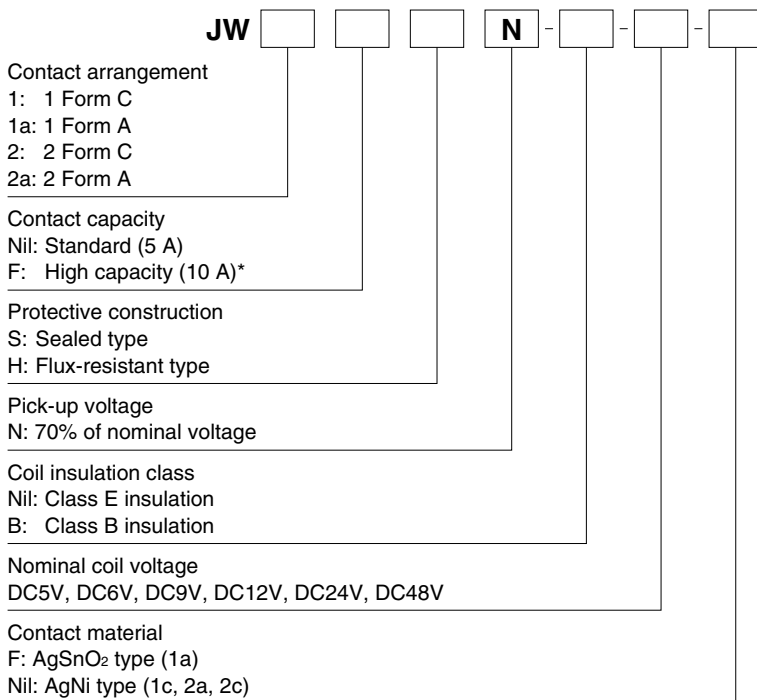 JW N - - -
Contact arrangement
1: 1 Form C
1a: 1 Form A
2: 2 Form C
2a: 2 Form A
Contact capacity
Nil: Standard (5 A)
F: High capacity (10 A)*
Protective construction
S: Sealed type
H: Flux-resistant type
Pick-up voltage
N: 70% of nominal voltage
Coil insulation class
Nil: Class E insulation
B: Class B insulation
Nominal coil voltage
DC5V, DC6V, DC9V, DC12V, DC24V, DC48V
Contact material
F: AgSnO₂ type (1a)
Nil: AgNi type (1c, 2a, 2c)